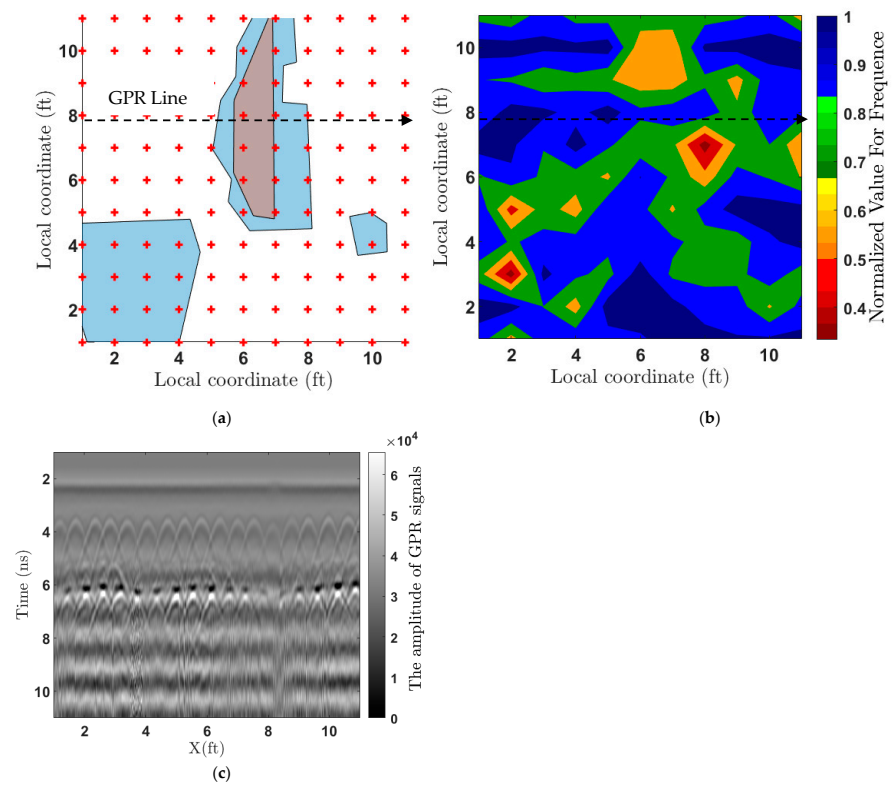 10
8
6
4
2
Local coordinate (ft)
GPR Line
2 4 6 8 10
Local coordinate (ft)
(a)
10
8
6
4
2
Local coordinate (ft)
2 4 6 8 10
Local coordinate (ft)
1
0.9
0.8
0.7
0.6
0.5
0.4
Normalized Value For Frequence
(b)
2
4
6
8
10
Time (ns)
2 4 6 8 10
X(ft)
×10⁴
6
5
4
3
2
1
0
The amplitude of GPR signals
(c)